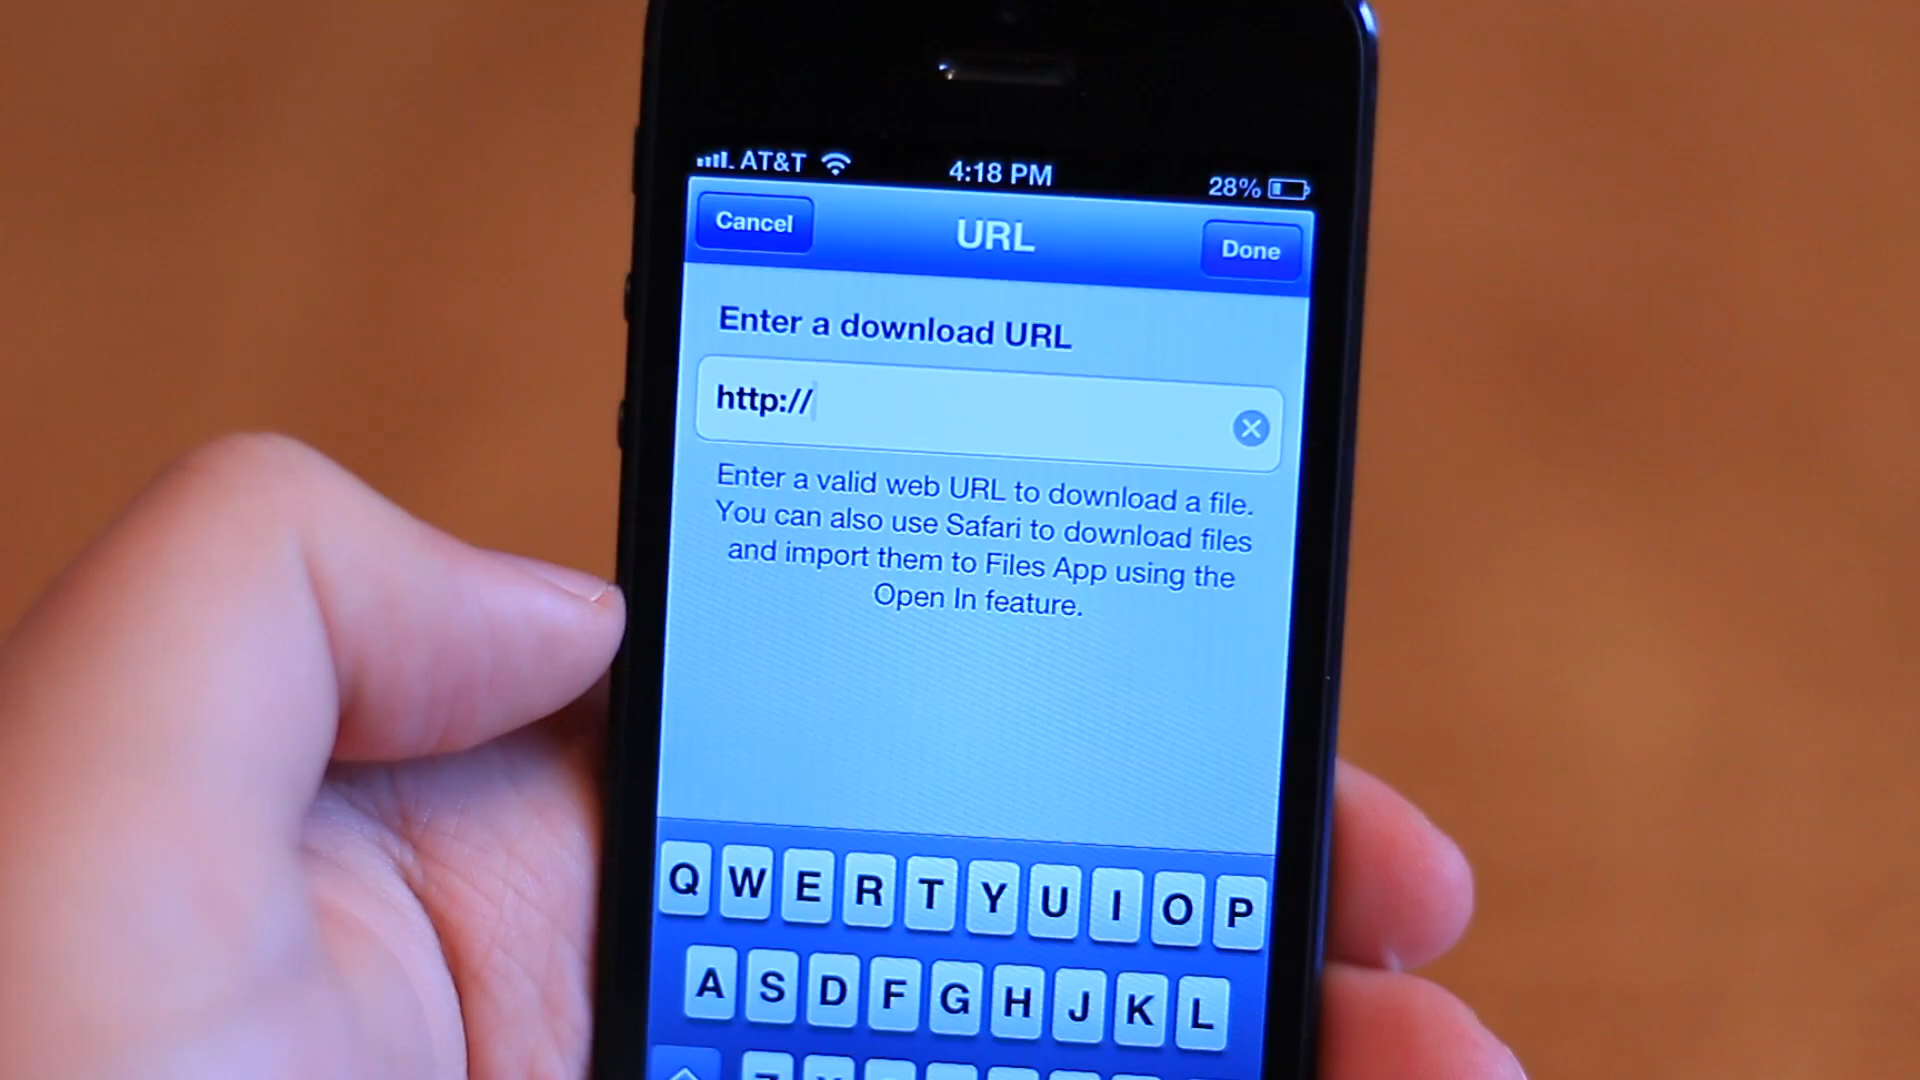 AT&T 4:18 PM 28%
Cancel URL Done
Enter a download URL
http://
Enter a valid web URL to download a file.
You can also use Safari to download files
and import them to Files App using the
Open In feature.
Q W E R T Y U I O P
A S D F G H J K L